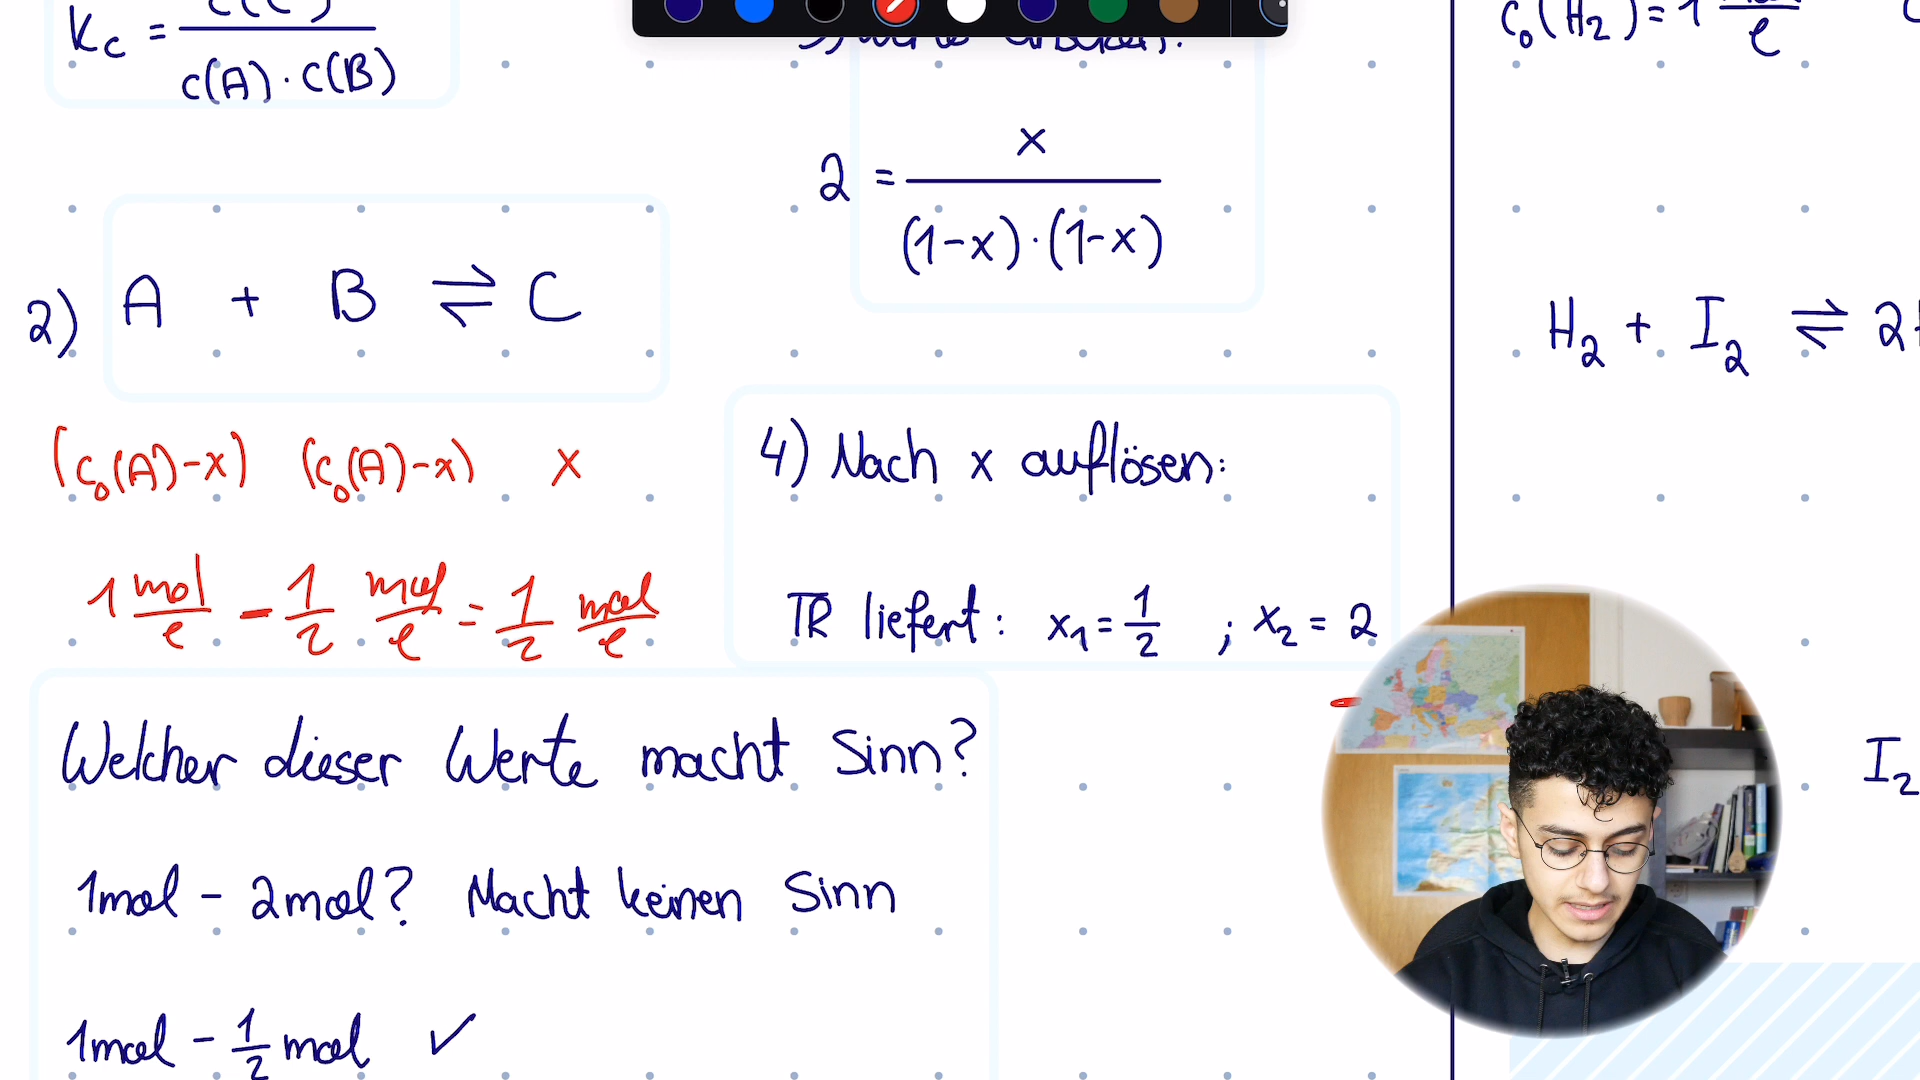 K_c = c(C) / c(A) · c(B)
2) A + B ⇌ C
(c₀(A)-x) (c₀(A)-x) x
1 mol/l - 1/2 mol/l = 1/2 mol/l
Welcher dieser Werte macht Sinn?
1mol - 2mol? Macht keinen Sinn
1mol - 1/2 mol ✓
2 = x / (1-x)·(1-x)
4) Nach x auflösen:
TR liefert: x₁ = 1/2 ; x₂ = 2
c₀(H₂) = 1 mol/l
H₂ + I₂ ⇌ 2
I₂